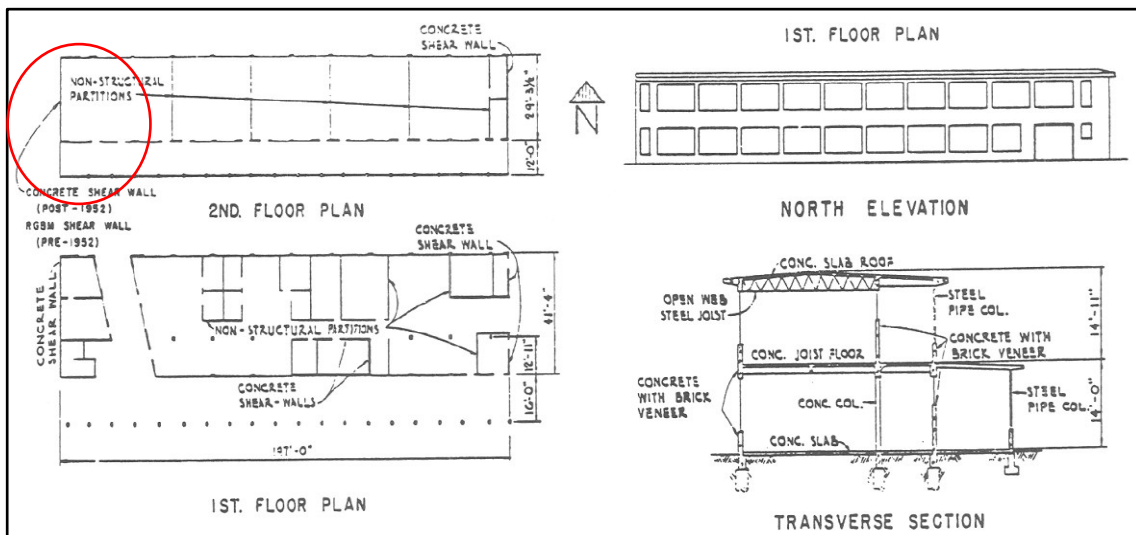 CONCRETE
SHEAR WALL
NON-STRUCTURAL
PARTITIONS
29'-3½"
12'-0"
CONCRETE SHEAR WALL
(POST-1952)
RGBM SHEAR WALL
(PRE-1952)
2ND. FLOOR PLAN
N
1ST. FLOOR PLAN
NORTH ELEVATION
CONCRETE
SHEAR WALL
CONCRETE
SHEAR WALL
NON-STRUCTURAL PARTITIONS
CONCRETE
SHEAR-WALLS
41'-4"
12'-11"
16'-0"
197'-0"
1ST. FLOOR PLAN
CONC. SLAB ROOF
OPEN WEB
STEEL JOIST
STEEL
PIPE COL.
CONCRETE WITH
BRICK VENEER
CONC. JOIST FLOOR
CONCRETE
WITH BRICK
VENEER
CONC. COL.
STEEL
PIPE COL.
CONC. SLAB
14'-11"
14'-0"
TRANSVERSE SECTION